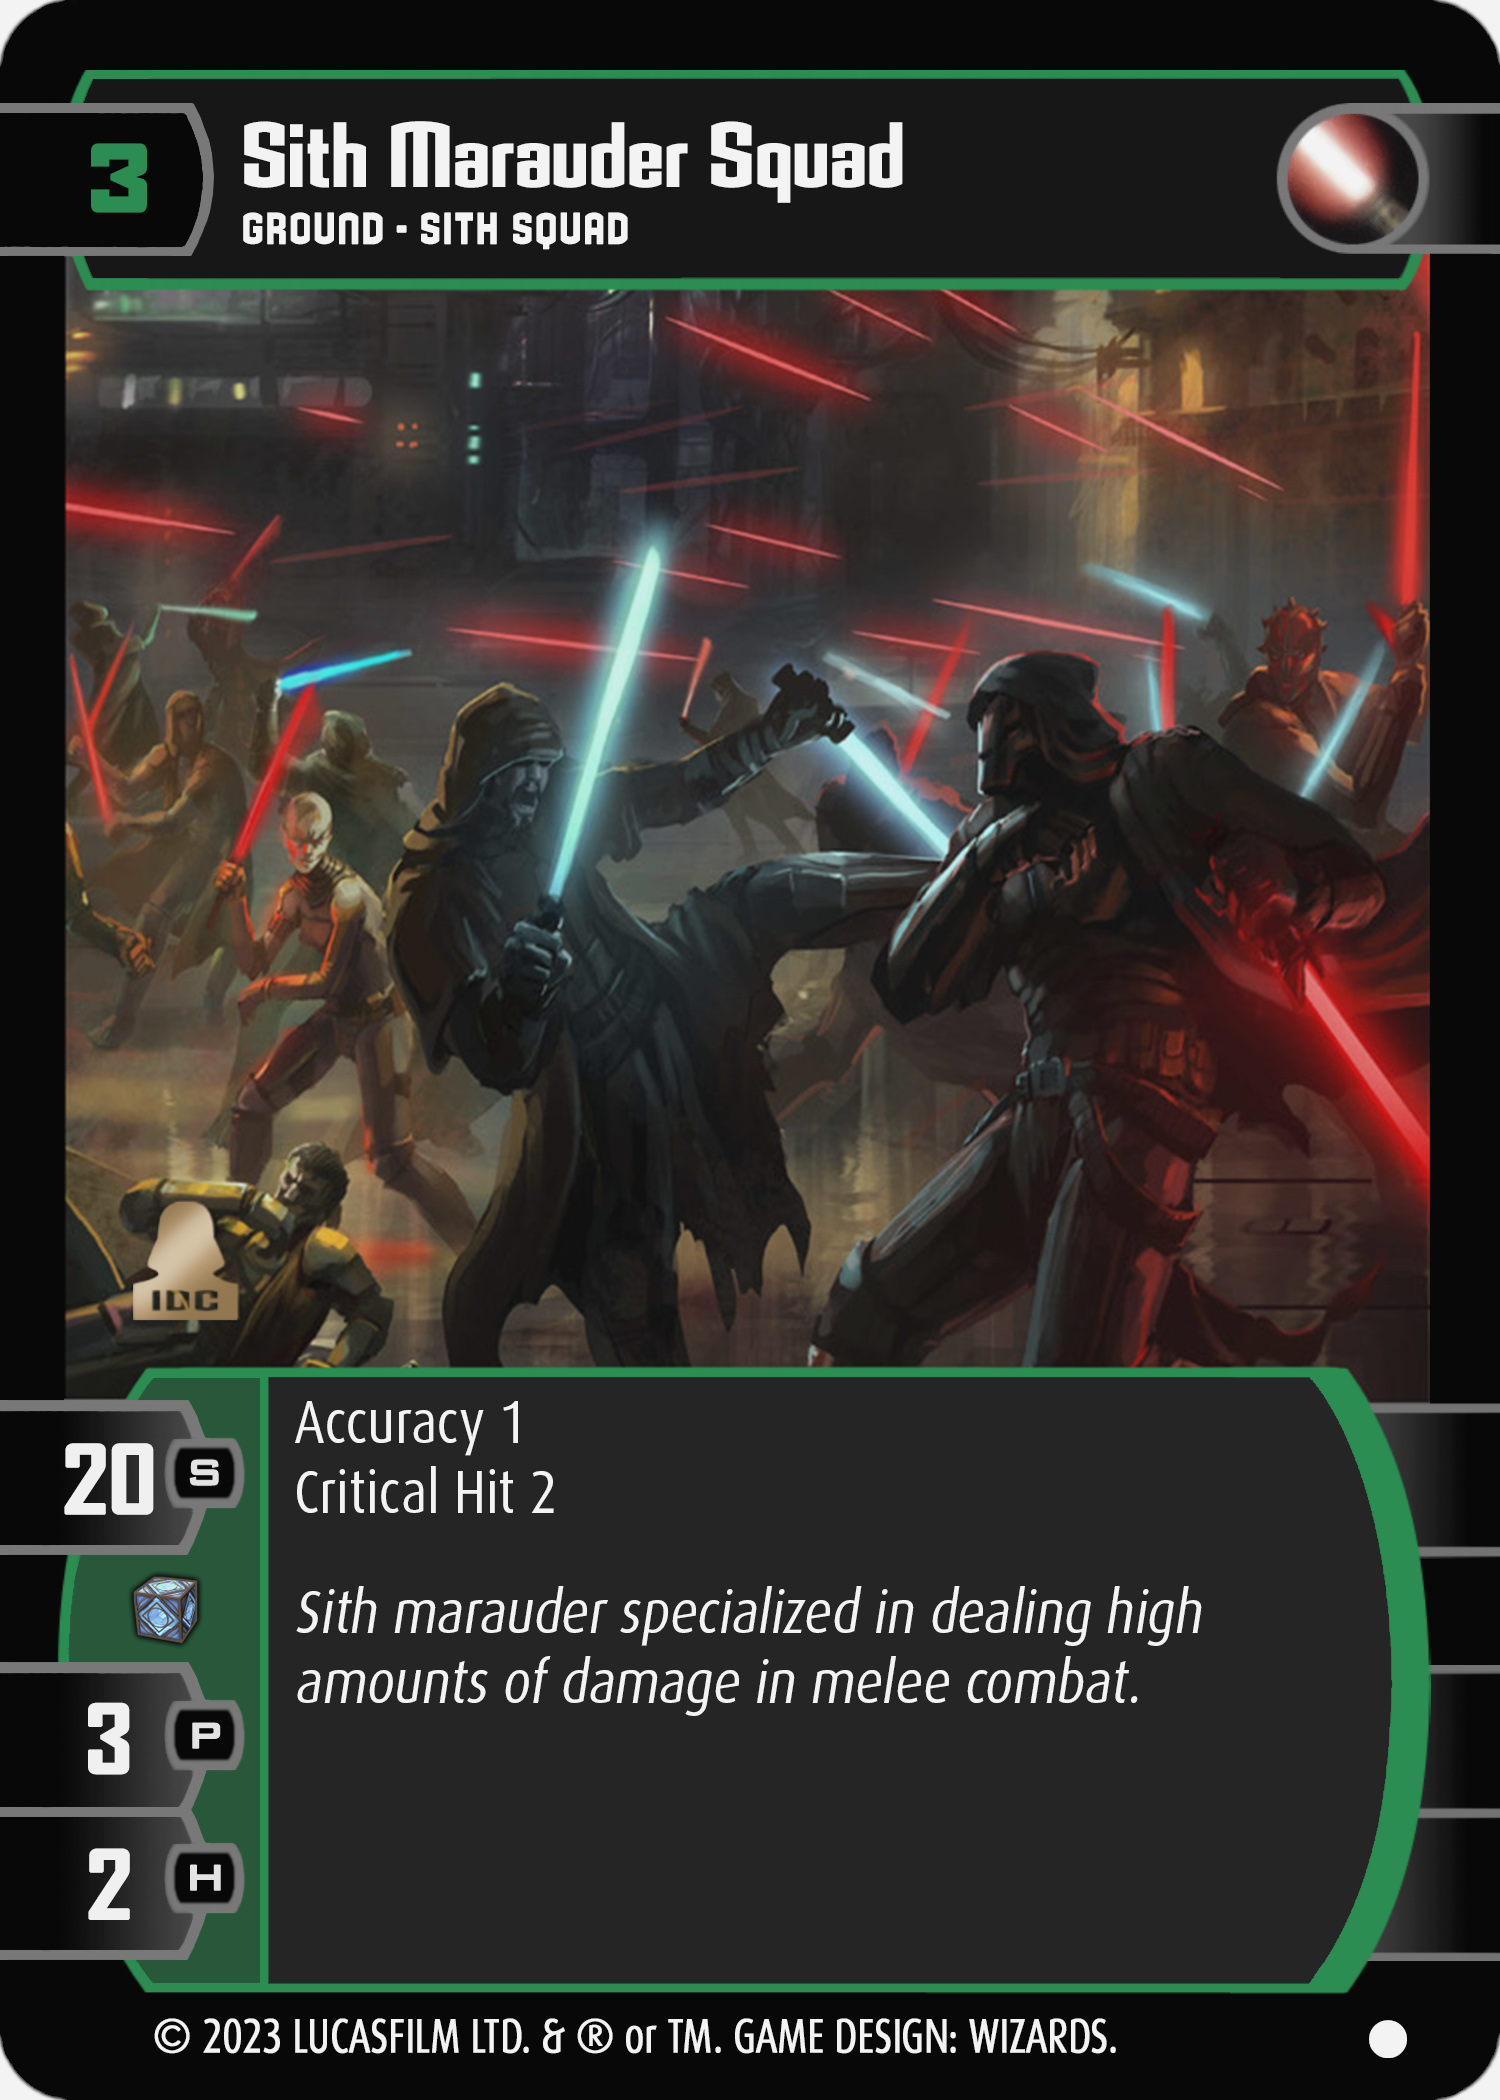 3
Sith Marauder Squad
GROUND - SITH SQUAD
IDC
20 S
Accuracy 1
Critical Hit 2
Sith marauder specialized in dealing high
amounts of damage in melee combat.
3 P
2 H
© 2023 LUCASFILM LTD. & ® or TM. GAME DESIGN: WIZARDS.